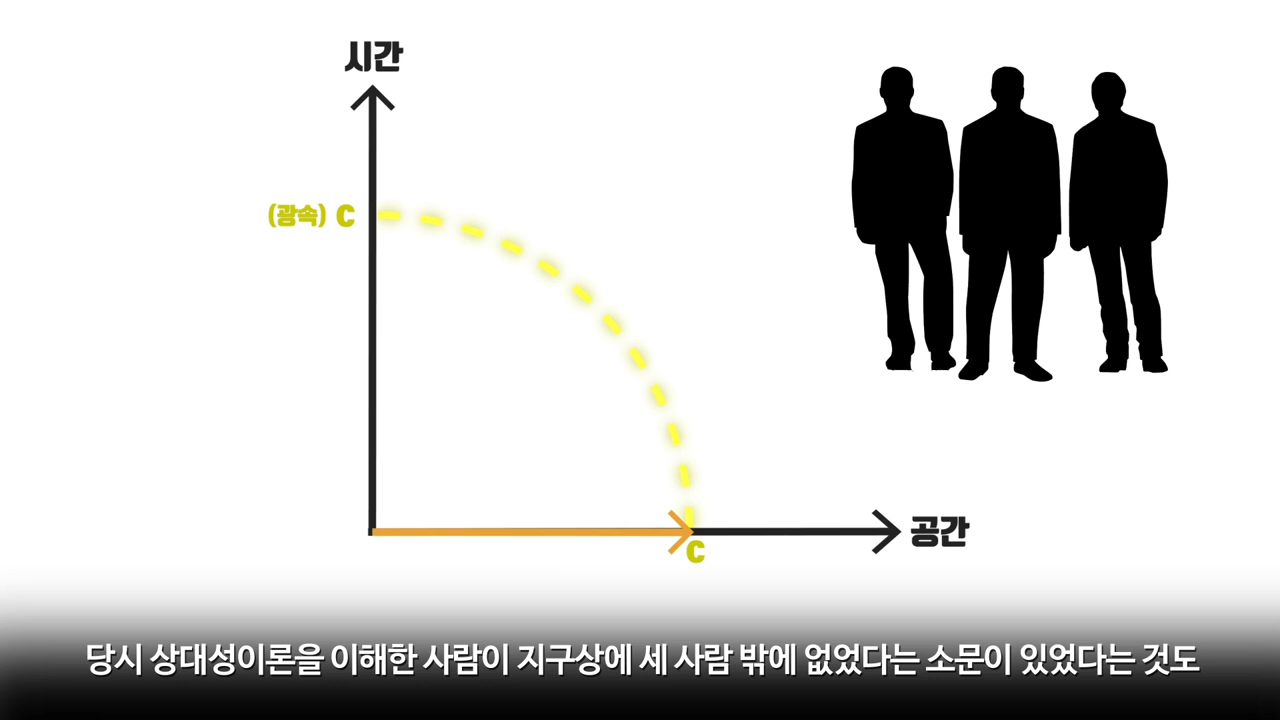 시간
(광속) C
공간
C
당시 상대성이론을 이해한 사람이 지구상에 세 사람 밖에 없었다는 소문이 있었다는 것도